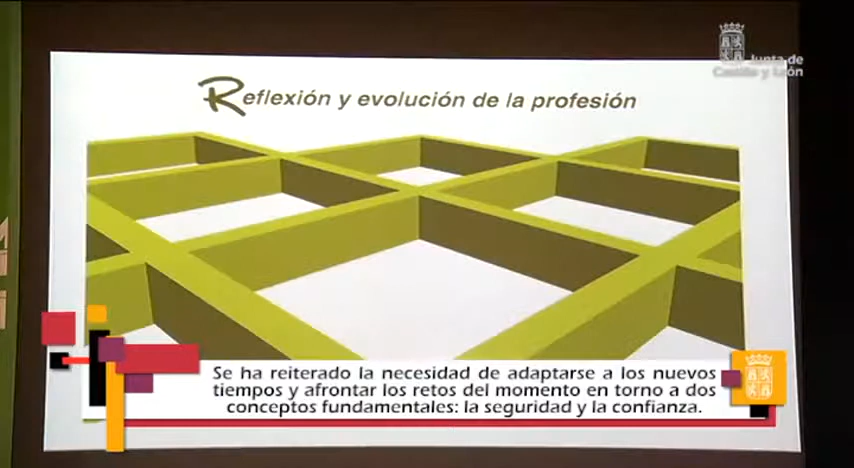 Junta de
Castilla y León
Reflexión y evolución de la profesión
Se ha reiterado la necesidad de adaptarse a los nuevos
tiempos y afrontar los retos del momento en torno a dos
conceptos fundamentales: la seguridad y la confianza.